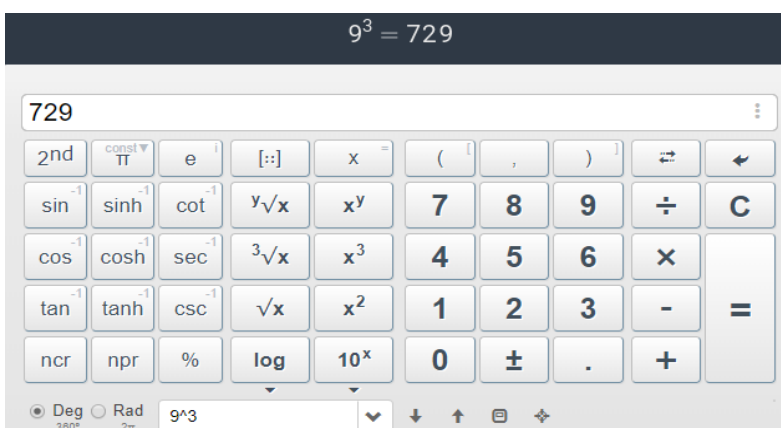 9³ = 729
729
2nd const▼ π e i [::] x = ( [ , ) ] ⇄
sin -1 sinh -1 cot -1 ʸ√x xʸ 7 8 9 ÷ C
cos -1 cosh -1 sec -1 ³√x x³ 4 5 6 × =
tan -1 tanh -1 csc -1 √x x² 1 2 3 -
ncr npr % log 10ˣ 0 ± . +
Deg Rad 9^3
360° 2π